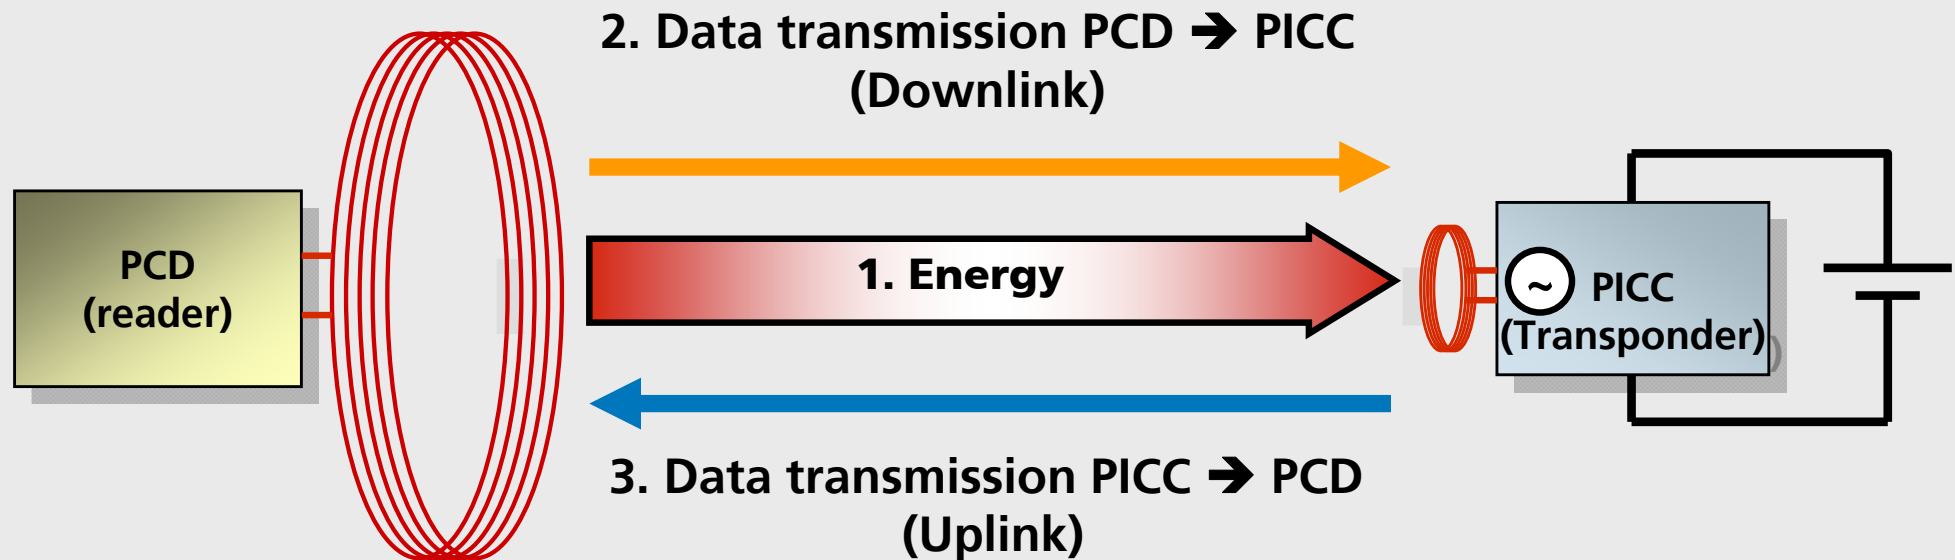 2. Data transmission PCD ➔ PICC
(Downlink)
PCD
(reader)
1. Energy
~
PICC
(Transponder)
3. Data transmission PICC ➔ PCD
(Uplink)